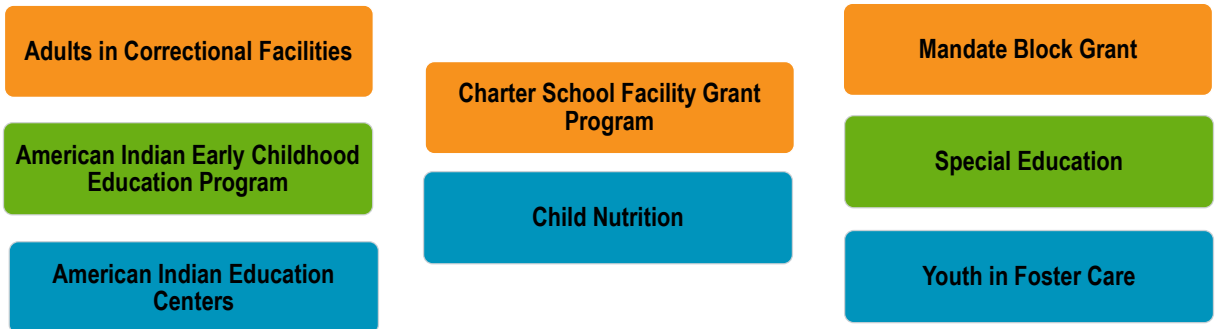 Adults in Correctional Facilities
American Indian Early Childhood
Education Program
American Indian Education
Centers
Charter School Facility Grant
Program
Child Nutrition
Mandate Block Grant
Special Education
Youth in Foster Care